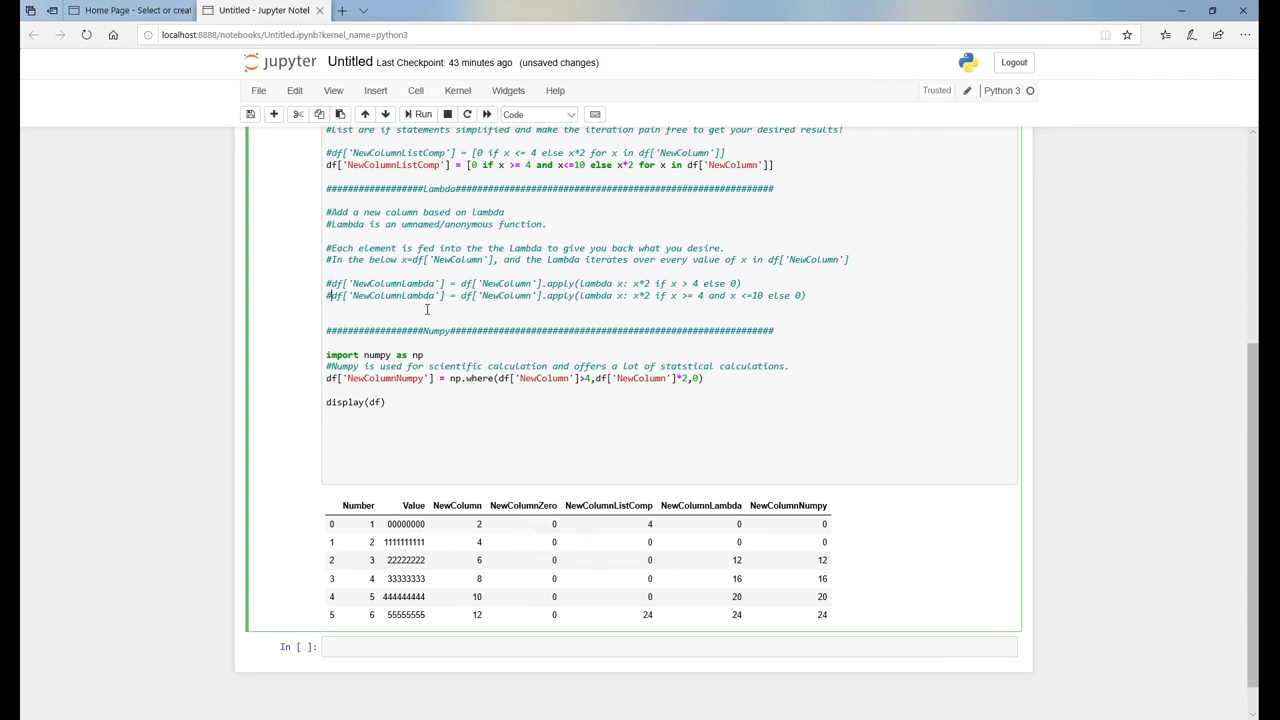 Home Page - Select or creat
Untitled - Jupyter Noteb
localhost:8888/notebooks/Untitled.ipynb?kernel_name=python3
jupyter Untitled Last Checkpoint: 43 minutes ago (unsaved changes) Logout
File Edit View Insert Cell Kernel Widgets Help Trusted Python 3
Run Code
#List are if statements simplified and make the iteration pain free to get your desired results!
#df['NewColumnListComp'] = [0 if x <= 4 else x*2 for x in df['NewColumn']]
df['NewColumnListComp'] = [0 if x >= 4 and x<=10 else x*2 for x in df['NewColumn']]
##################Lambda###########################################################
#Add a new column based on lambda
#Lambda is an umnamed/anonymous function.
#Each element is fed into the the Lambda to give you back what you desire.
#In the below x=df['NewColumn'], and the Lambda iterates over every value of x in df['NewColumn']
#df['NewColumnLambda'] = df['NewColumn'].apply(lambda x: x*2 if x > 4 else 0)
#df['NewColumnLambda'] = df['NewColumn'].apply(lambda x: x*2 if x >= 4 and x <=10 else 0)
##################Numpy############################################################
import numpy as np
#Numpy is used for scientific calculation and offers a lot of statstical calculations.
df['NewColumnNumpy'] = np.where(df['NewColumn']>4,df['NewColumn']*2,0)
display(df)
Number Value NewColumn NewColumnZero NewColumnListComp NewColumnLambda NewColumnNumpy
0 1 00000000 2 0 4 0 0
1 2 1111111111 4 0 0 0 0
2 3 22222222 6 0 0 12 12
3 4 33333333 8 0 0 16 16
4 5 444444444 10 0 0 20 20
5 6 55555555 12 0 24 24 24
In [ ]: